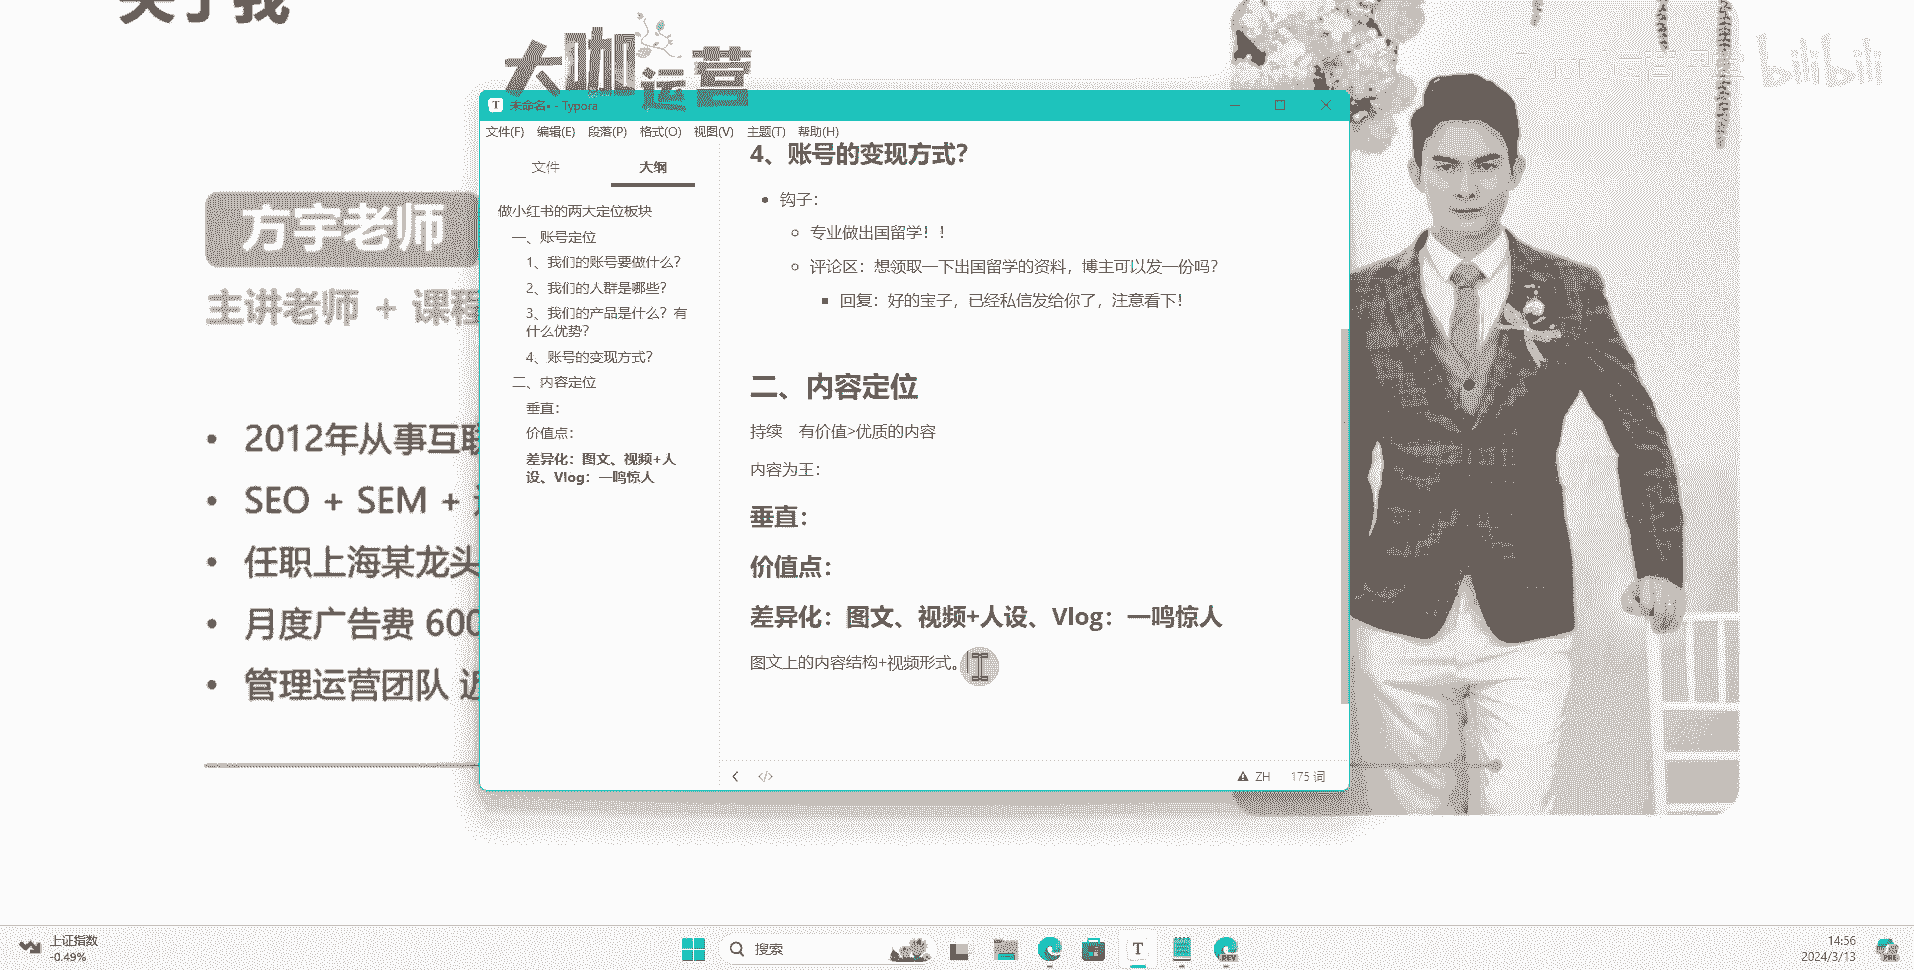 关于我
大咖运营
bilibili
未命名• - Typora
文件(F) 编辑(E) 段落(P) 格式(O) 视图(V) 主题(T) 帮助(H)
文件 大纲
做小红书的两大定位板块
一、账号定位
1、我们的账号要做什么？
2、我们的人群是哪些？
3、我们的产品是什么？有
什么优势？
4、账号的变现方式？
二、内容定位
垂直：
价值点：
差异化：图文、视频+人
设、Vlog：一鸣惊人
4、账号的变现方式？
钩子：
专业做出国留学！！
评论区：想领取一下出国留学的资料，博主可以发一份吗？
回复：好的宝子，已经私信发给你了，注意看下！
二、内容定位
持续 有价值>优质的内容
内容为王：
垂直：
价值点：
差异化：图文、视频+人设、Vlog：一鸣惊人
图文上的内容结构+视频形式。
ZH 175 词
方宇老师
主讲老师 + 课程
2012年从事互联
SEO + SEM +
任职上海某龙头
月度广告费 600
管理运营团队 近
上证指数
-0.49%
搜索
14:56
2024/3/13